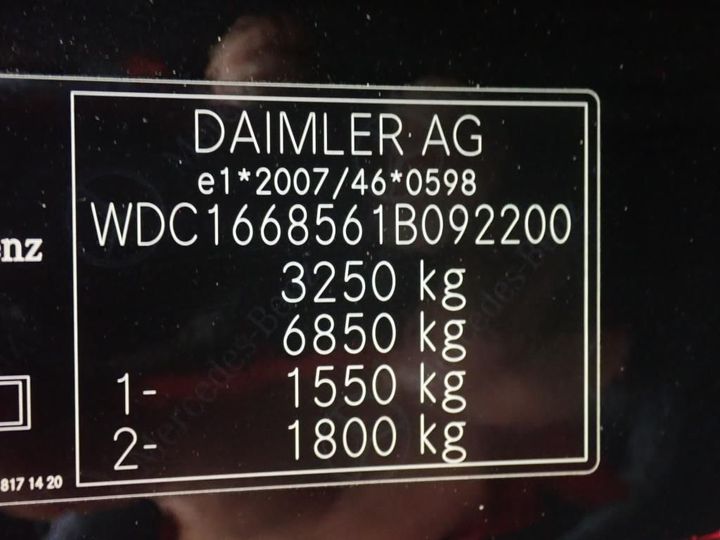 DAIMLER AG
e1*2007/46*0598
WDC1668561B092200
enz
3250 kg
6850 kg
1- 1550 kg
2- 1800 kg
817 14 20